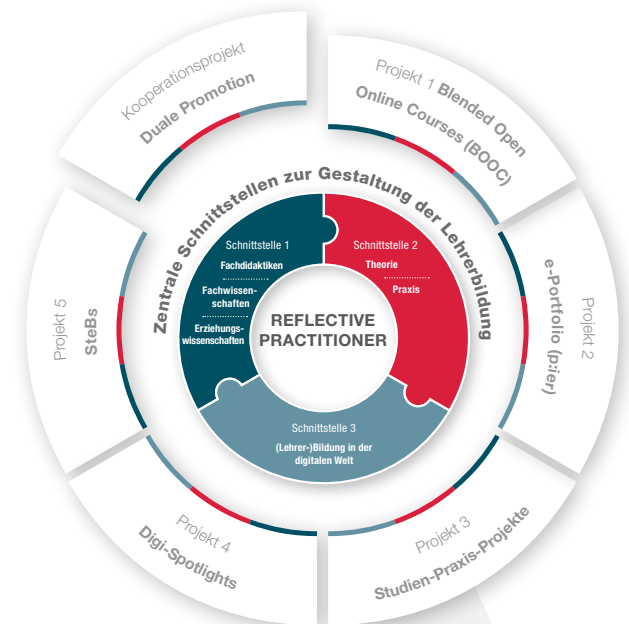 Kooperationsprojekt
Duale Promotion
Projekt 1 Blended Open
Online Courses (BOOC)
Projekt 2
e-Portfolio (p:ier)
Projekt 3
Studien-Praxis-Projekte
Projekt 4
Digi-Spotlights
Projekt 5
SteBs
Zentrale Schnittstellen zur Gestaltung der Lehrerbildung
Schnittstelle 1
Fachdidaktiken
Fachwissen-
schaften
Erziehungs-
wissenschaften
Schnittstelle 2
Theorie
Praxis
REFLECTIVE
PRACTITIONER
Schnittstelle 3
(Lehrer-)Bildung in der
digitalen Welt